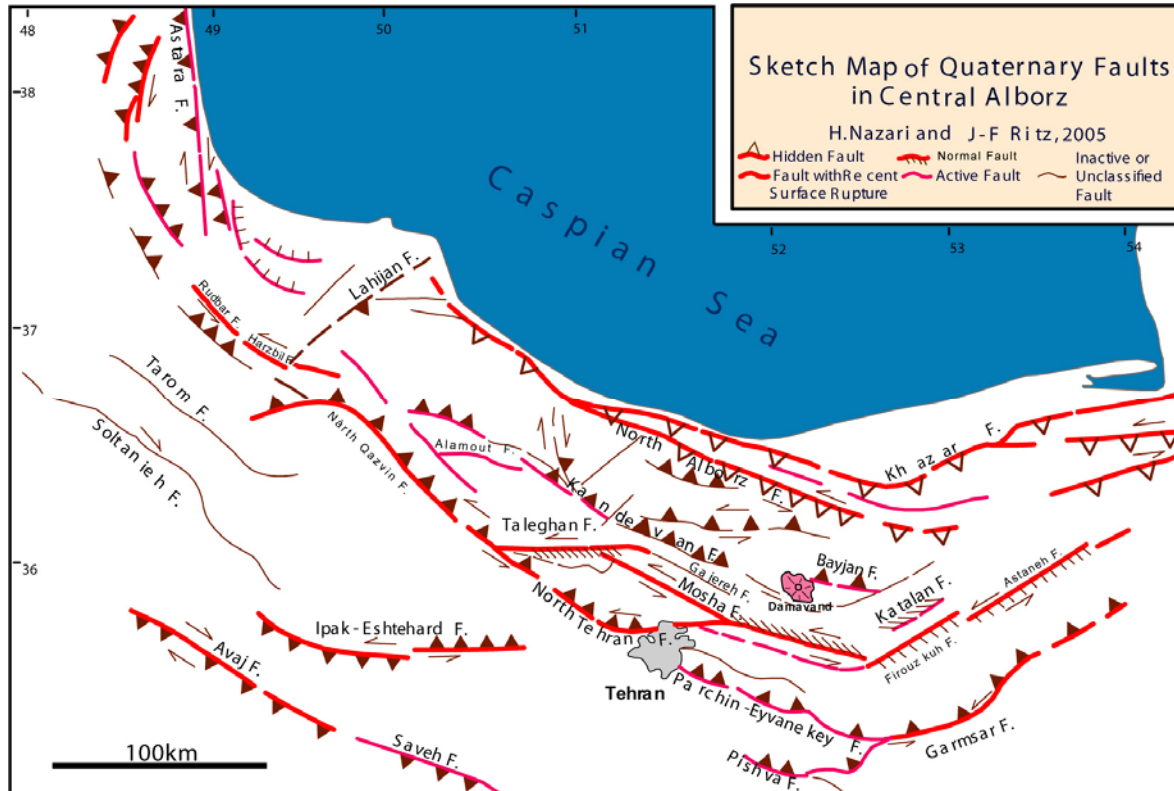 48
49
50
51
Sketch Map of Quaternary Faults
in Central Alborz
H.Nazari and J-F Ritz,2005
Hidden Fault
Normal Fault
Inactive or
Unclassified
Fault
Fault with Recent
Surface Rupture
Active Fault
52
53
54
38
37
36
Astara F.
Caspian Sea
Lahijan F.
Rudbar F.
Harzbil F.
Tarom F.
Soltanieh F.
North Qazvin F.
Alamout F.
North Alborz F.
Khazar F.
Kandevan F.
Taleghan F.
Gajereh F.
Mosha F.
Bayjan F.
Damavand
Katalan F.
Astaneh F.
Firouz kuh F.
North Tehran F.
Ipak-Eshtehard F.
Avaj F.
Tehran
Parchin-Eyvane key F.
Garmsar F.
Saveh F.
Pishva F.
100km